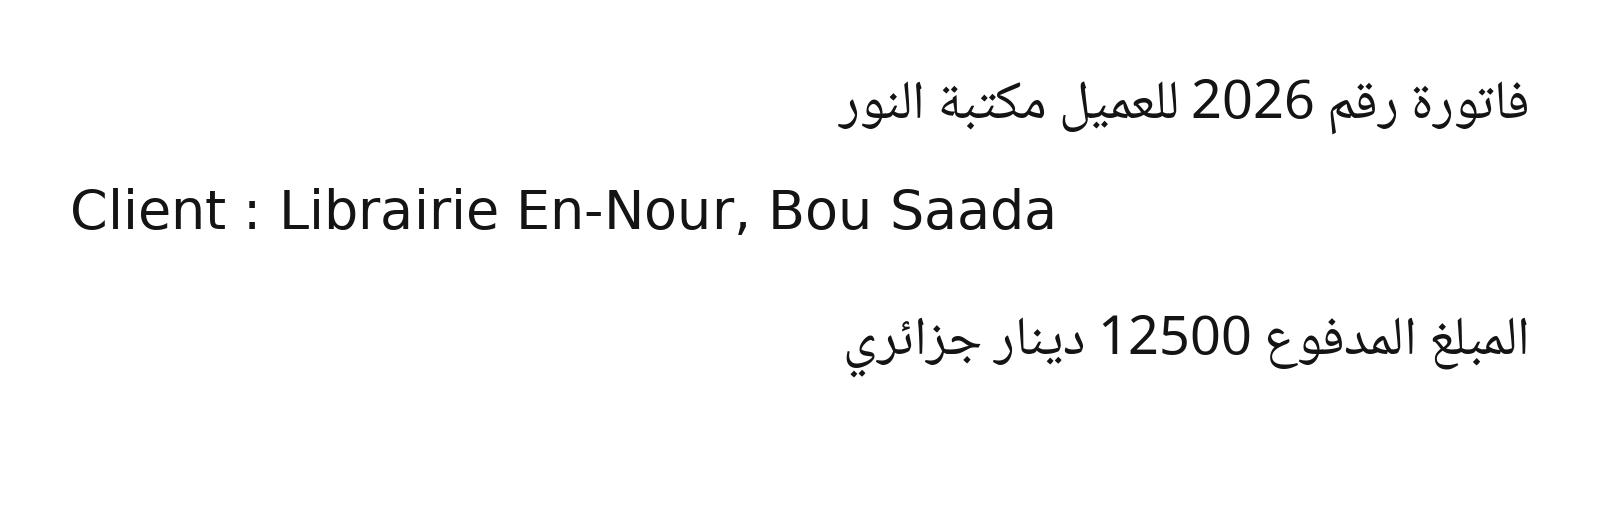 فاتورة رقم 2026 للعميل مكتبة النور
Client : Librairie En-Nour, Bou Saada
المبلغ المدفوع 12500 دينار جزائري